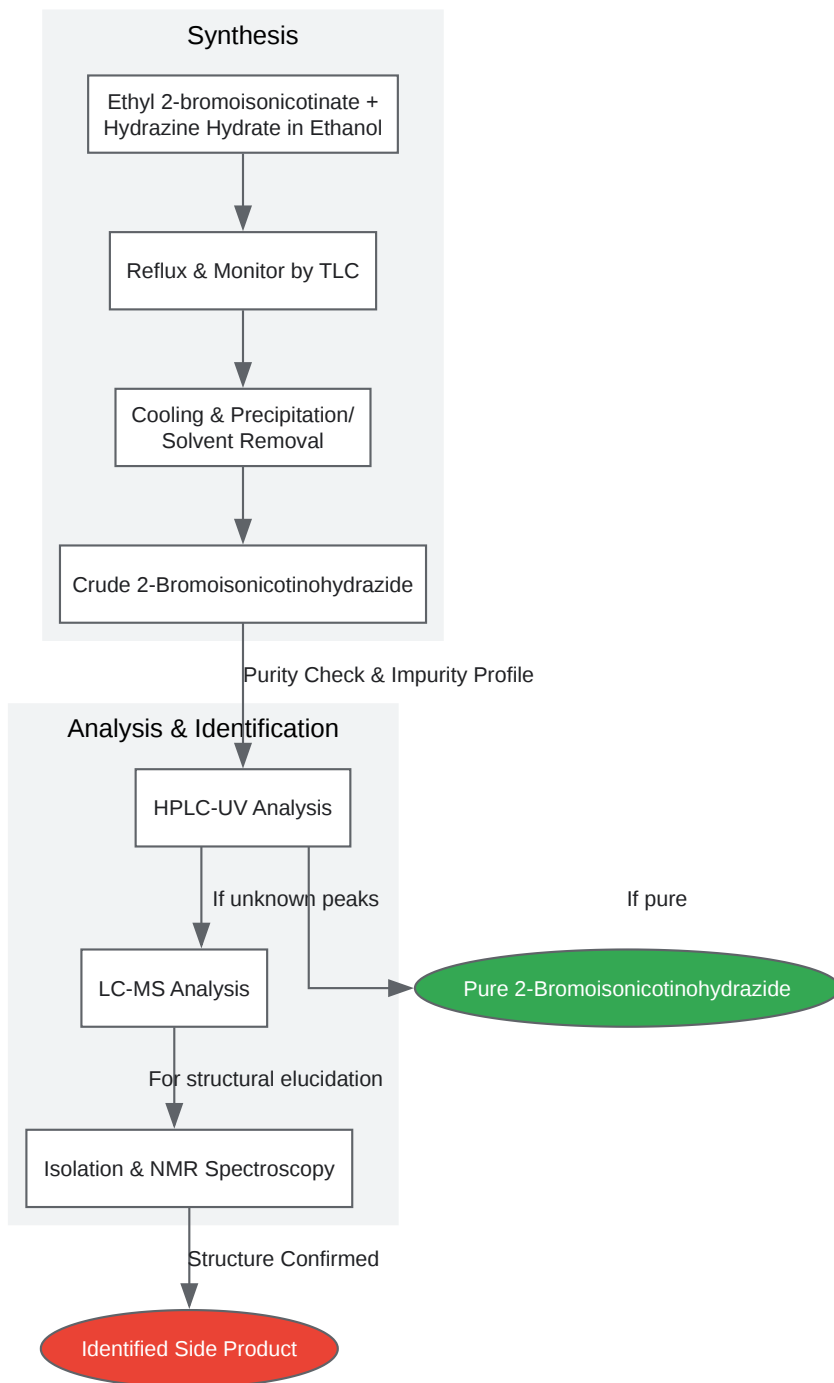 Synthesis
Ethyl 2-bromoisonicotinate +
Hydrazine Hydrate in Ethanol
Reflux & Monitor by TLC
Cooling & Precipitation/
Solvent Removal
Crude 2-Bromoisonicotinohydrazide
Purity Check & Impurity Profile
Analysis & Identification
HPLC-UV Analysis
If unknown peaks
If pure
LC-MS Analysis
Pure 2-Bromoisonicotinohydrazide
For structural elucidation
Isolation & NMR Spectroscopy
Structure Confirmed
Identified Side Product